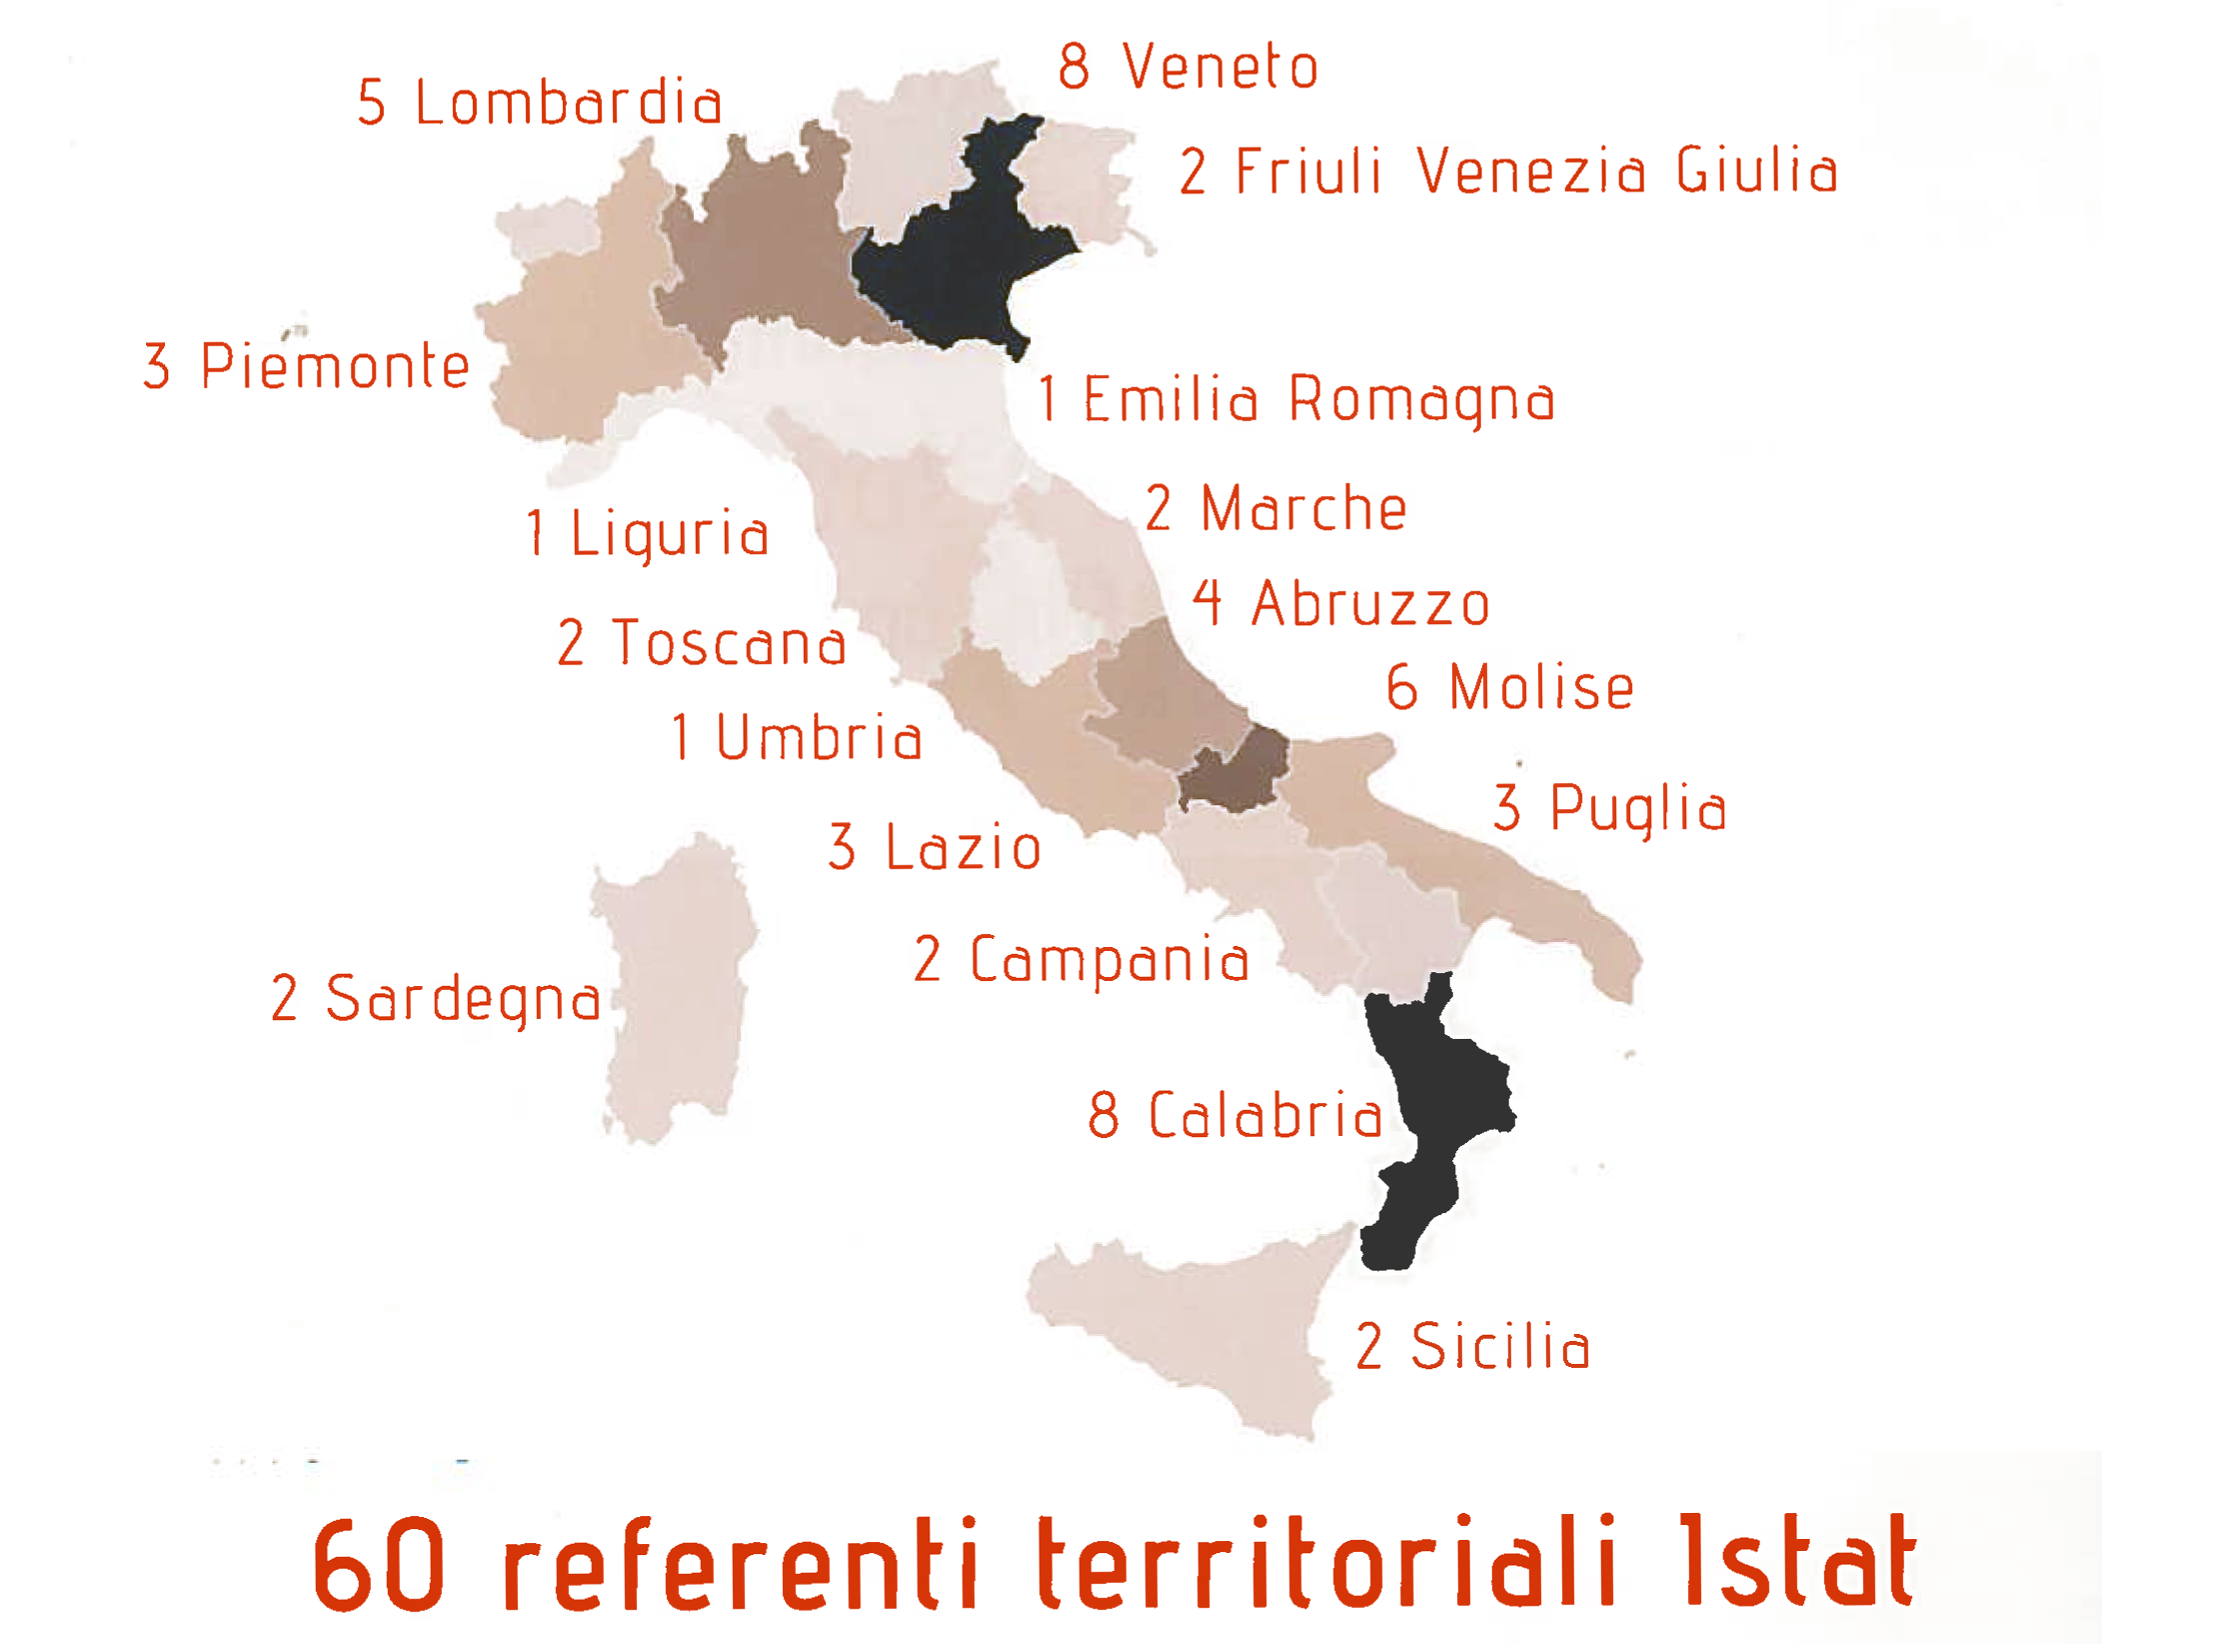 8 Veneto
5 Lombardia
2 Friuli Venezia Giulia
3 Piemonte
1 Emilia Romagna
2 Marche
1 Liguria
4 Abruzzo
2 Toscana
6 Molise
1 Umbria
3 Puglia
3 Lazio
2 Campania
2 Sardegna
8 Calabria
2 Sicilia
60 referenti territoriali Istat